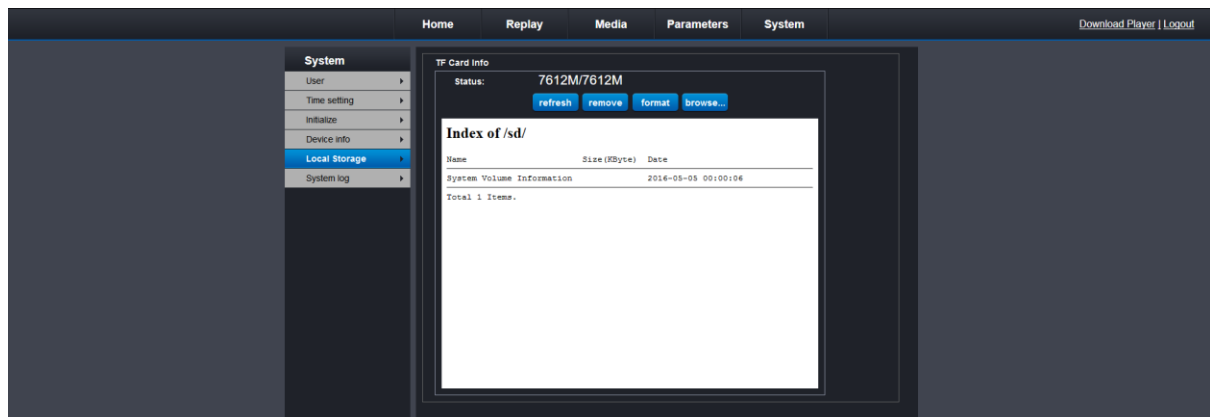 Home Replay Media Parameters System Download Player | Logout
System
User
Time setting
Initialize
Device info
Local Storage
System log
TF Card Info
Status: 7612M/7612M
refresh remove format browse...
Index of /sd/
Name Size(KByte) Date
System Volume Information 2016-05-05 00:00:06
Total 1 Items.